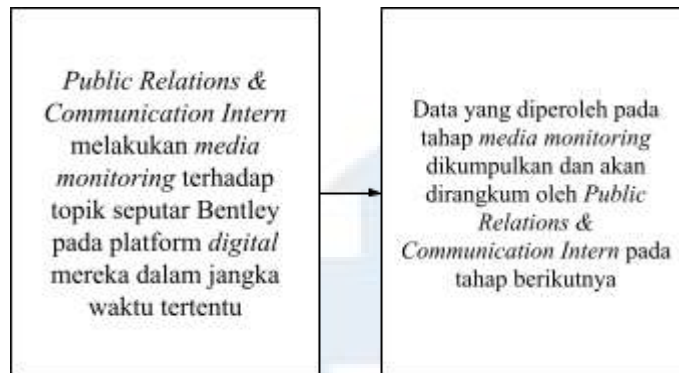 Public Relations &
Communication Intern
melakukan media
monitoring terhadap
topik seputar Bentley
pada platform digital
mereka dalam jangka
waktu tertentu
Data yang diperoleh pada
tahap media monitoring
dikumpulkan dan akan
dirangkum oleh Public
Relations &
Communication Intern pada
tahap berikutnya